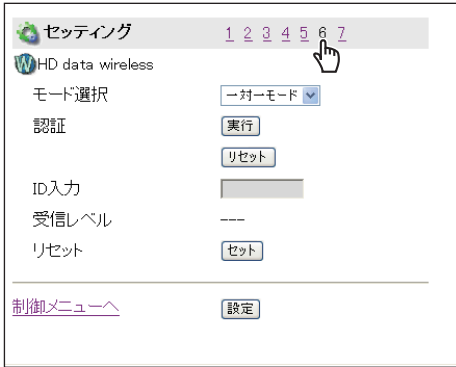 セッティング 1 2 3 4 5 6 7
HD data wireless
モード選択 一対一モード
認証 実行
リセット
ID入力
受信レベル ---
リセット セット
制御メニューへ 設定